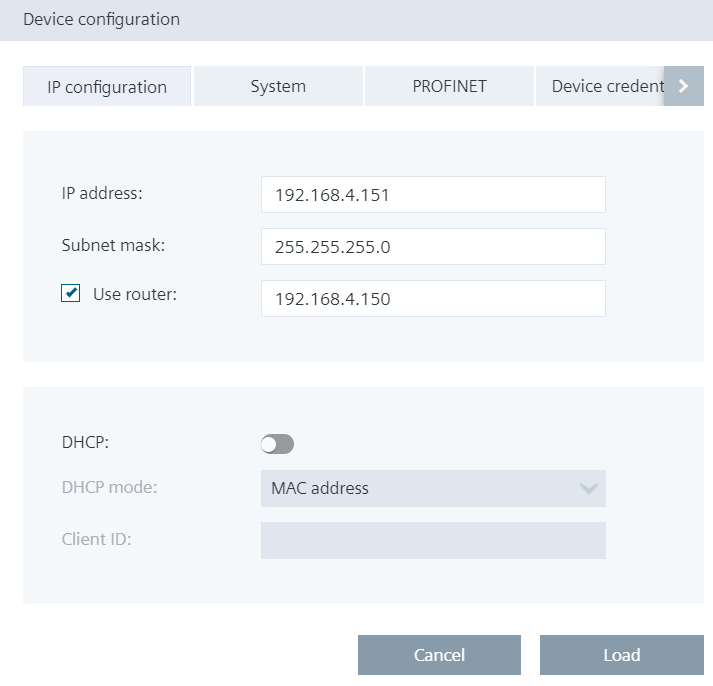 Device configuration
IP configuration
System
PROFINET
Device credent
IP address:
192.168.4.151
Subnet mask:
255.255.255.0
Use router:
192.168.4.150
DHCP:
DHCP mode:
MAC address
Client ID:
Cancel
Load